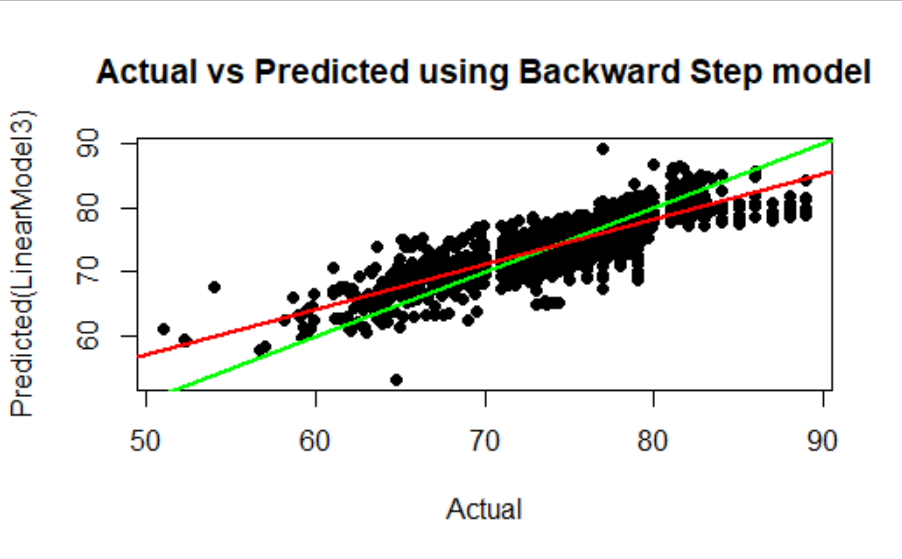 Actual vs Predicted using Backward Step model
Predicted(LinearModel3)
90
80
70
60
50 60 70 80 90
Actual